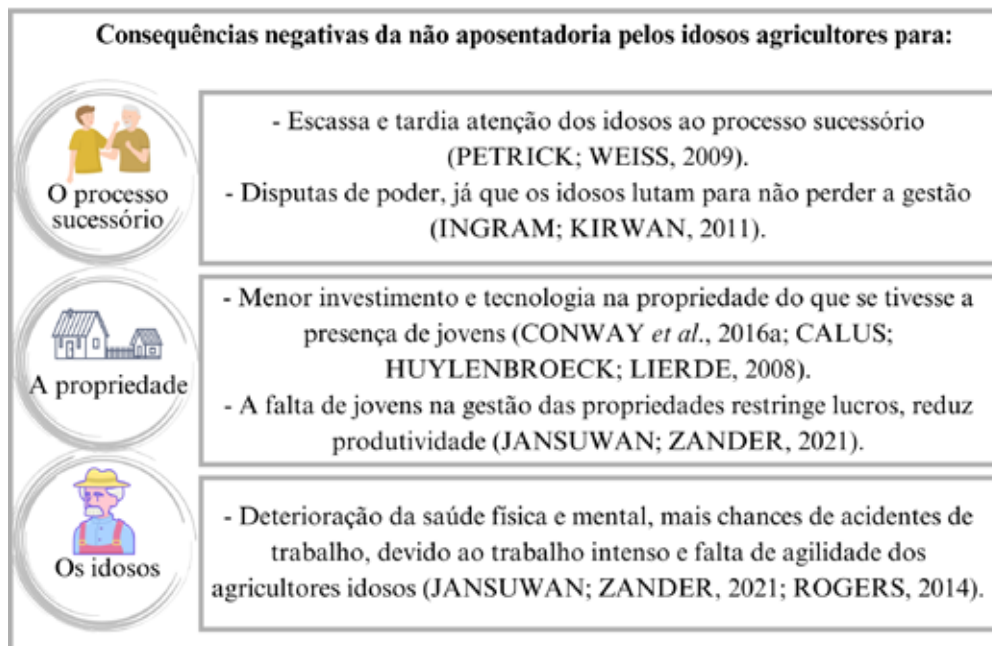 Consequências negativas da não aposentadoria pelos idosos agricultores para:
O processo
sucessório
- Escassa e tardia atenção dos idosos ao processo sucessório
(PETRICK; WEISS, 2009).
- Disputas de poder, já que os idosos lutam para não perder a gestão
(INGRAM; KIRWAN, 2011).
A propriedade
- Menor investimento e tecnologia na propriedade do que se tivesse a
presença de jovens (CONWAY et al., 2016a; CALUS;
HUYLENBROECK; LIERDE, 2008).
- A falta de jovens na gestão das propriedades restringe lucros, reduz
produtividade (JANSUWAN; ZANDER, 2021).
Os idosos
- Deterioração da saúde física e mental, mais chances de acidentes de
trabalho, devido ao trabalho intenso e falta de agilidade dos
agricultores idosos (JANSUWAN; ZANDER, 2021; ROGERS, 2014).